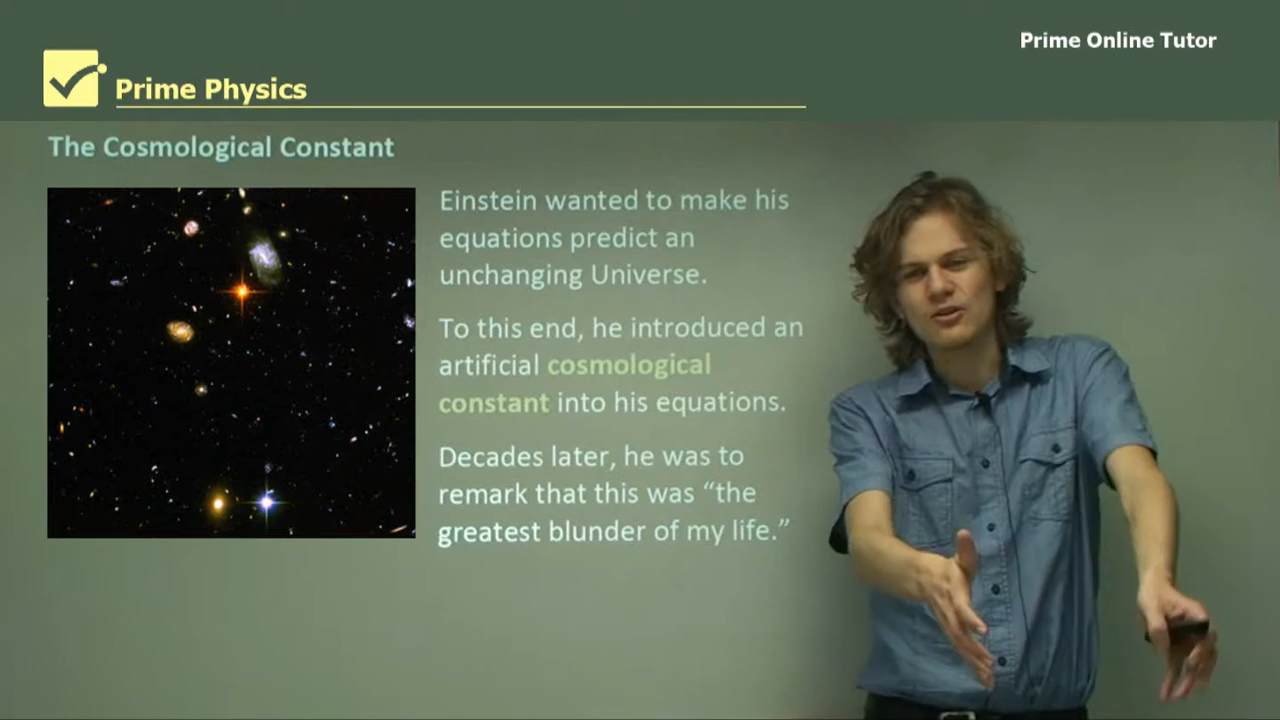 Prime Online Tutor
Prime Physics
The Cosmological Constant
Einstein wanted to make his
equations predict an
unchanging Universe.
To this end, he introduced an
artificial cosmological
constant into his equations.
Decades later, he was to
remark that this was “the
greatest blunder of my life.”